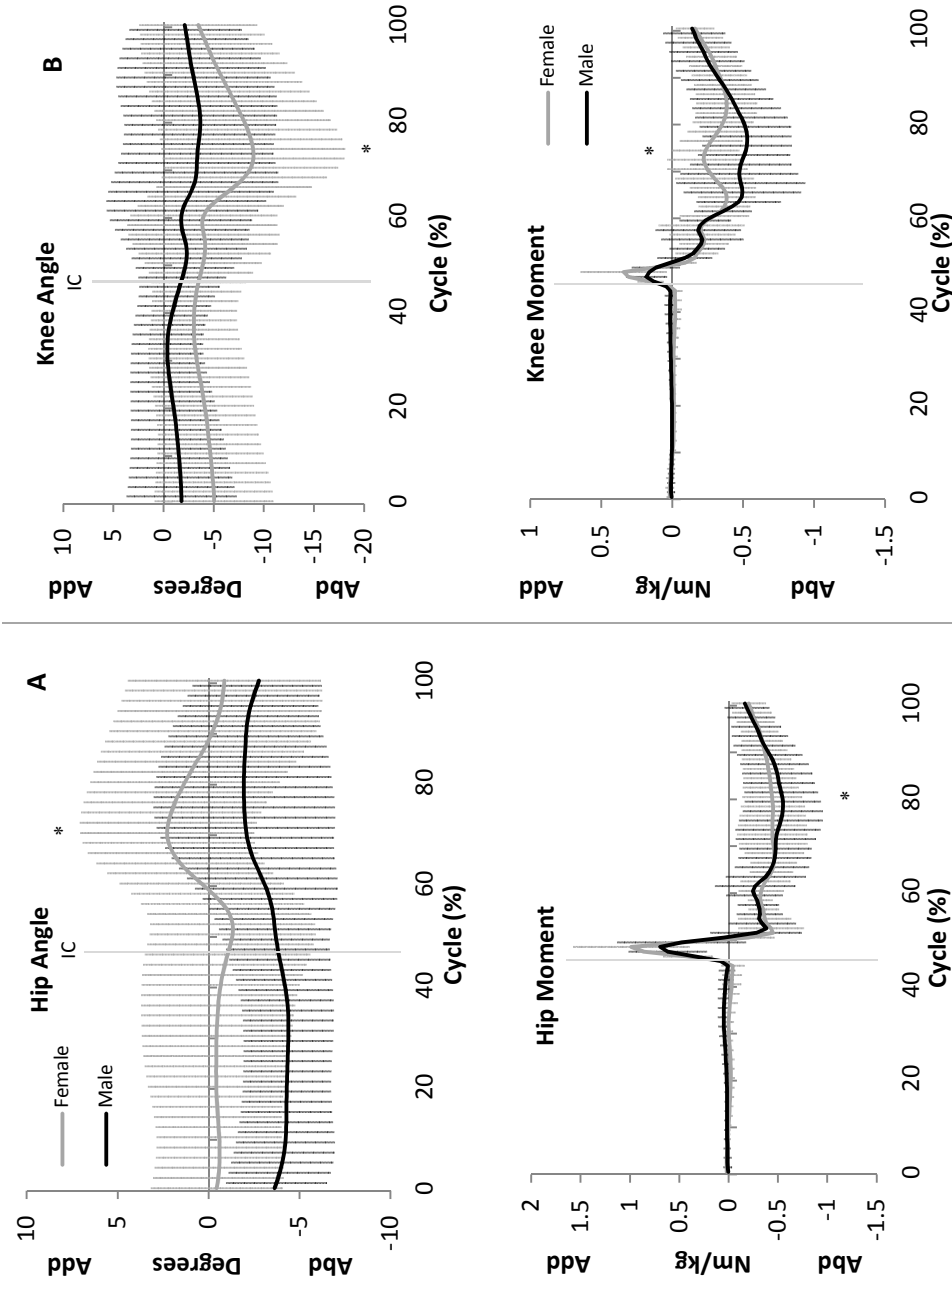 A
Hip Angle
IC
Female
Male
*
10
5
0
-5
-10
Add
Degrees
Abd
0
20
40
60
80
100
Cycle (%)
Hip Moment
*
2
1.5
1
0.5
0
-0.5
-1
-1.5
Add
Nm/kg
Abd
0
20
40
60
80
100
Cycle (%)
B
Knee Angle
IC
*
10
5
0
-5
-10
-15
-20
Add
Degrees
Abd
0
20
40
60
80
100
Cycle (%)
Knee Moment
Female
Male
*
1
0.5
0
-0.5
-1
-1.5
Add
Nm/kg
Abd
0
20
40
60
80
100
Cycle (%)